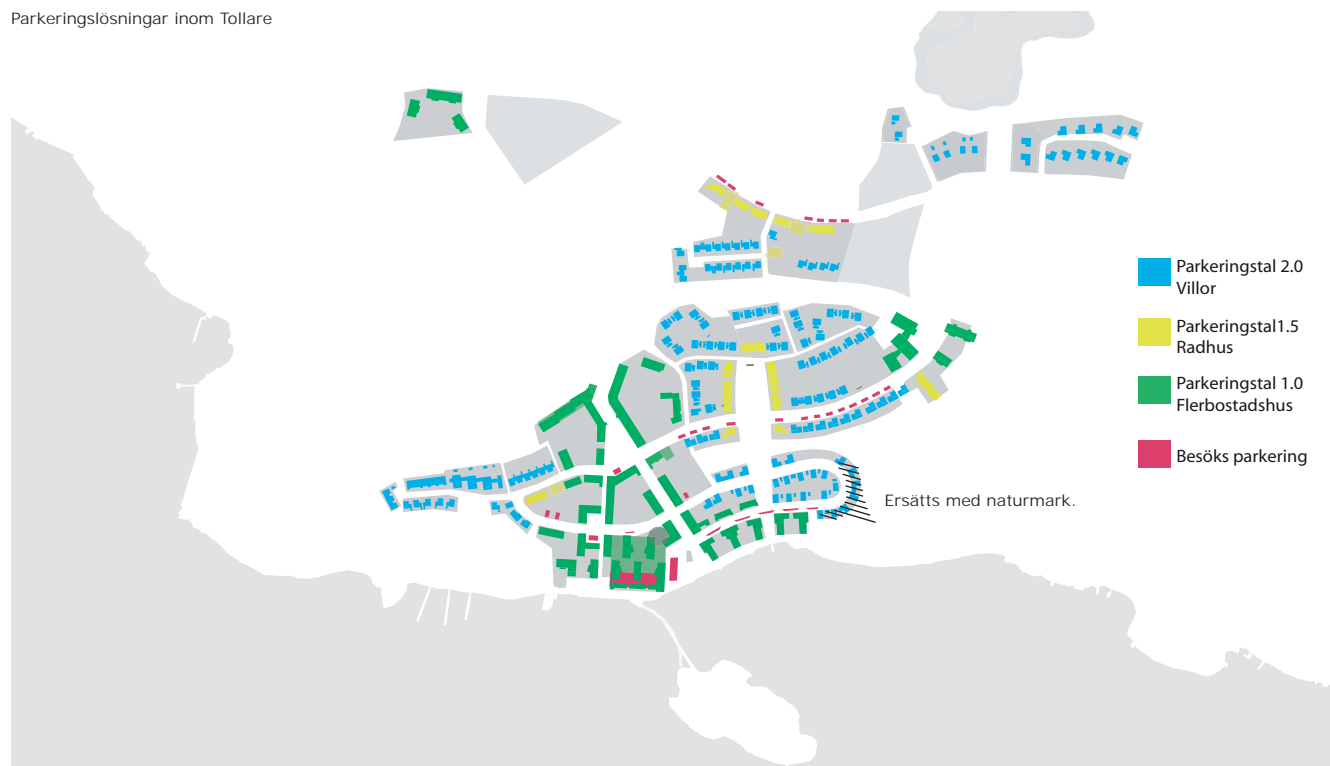 Parkeringslösningar inom Tollare
Parkeringstal 2.0
Villor
Parkeringstal1.5
Radhus
Parkeringstal 1.0
Flerbostadshus
Besöks parkering
Ersätts med naturmark.